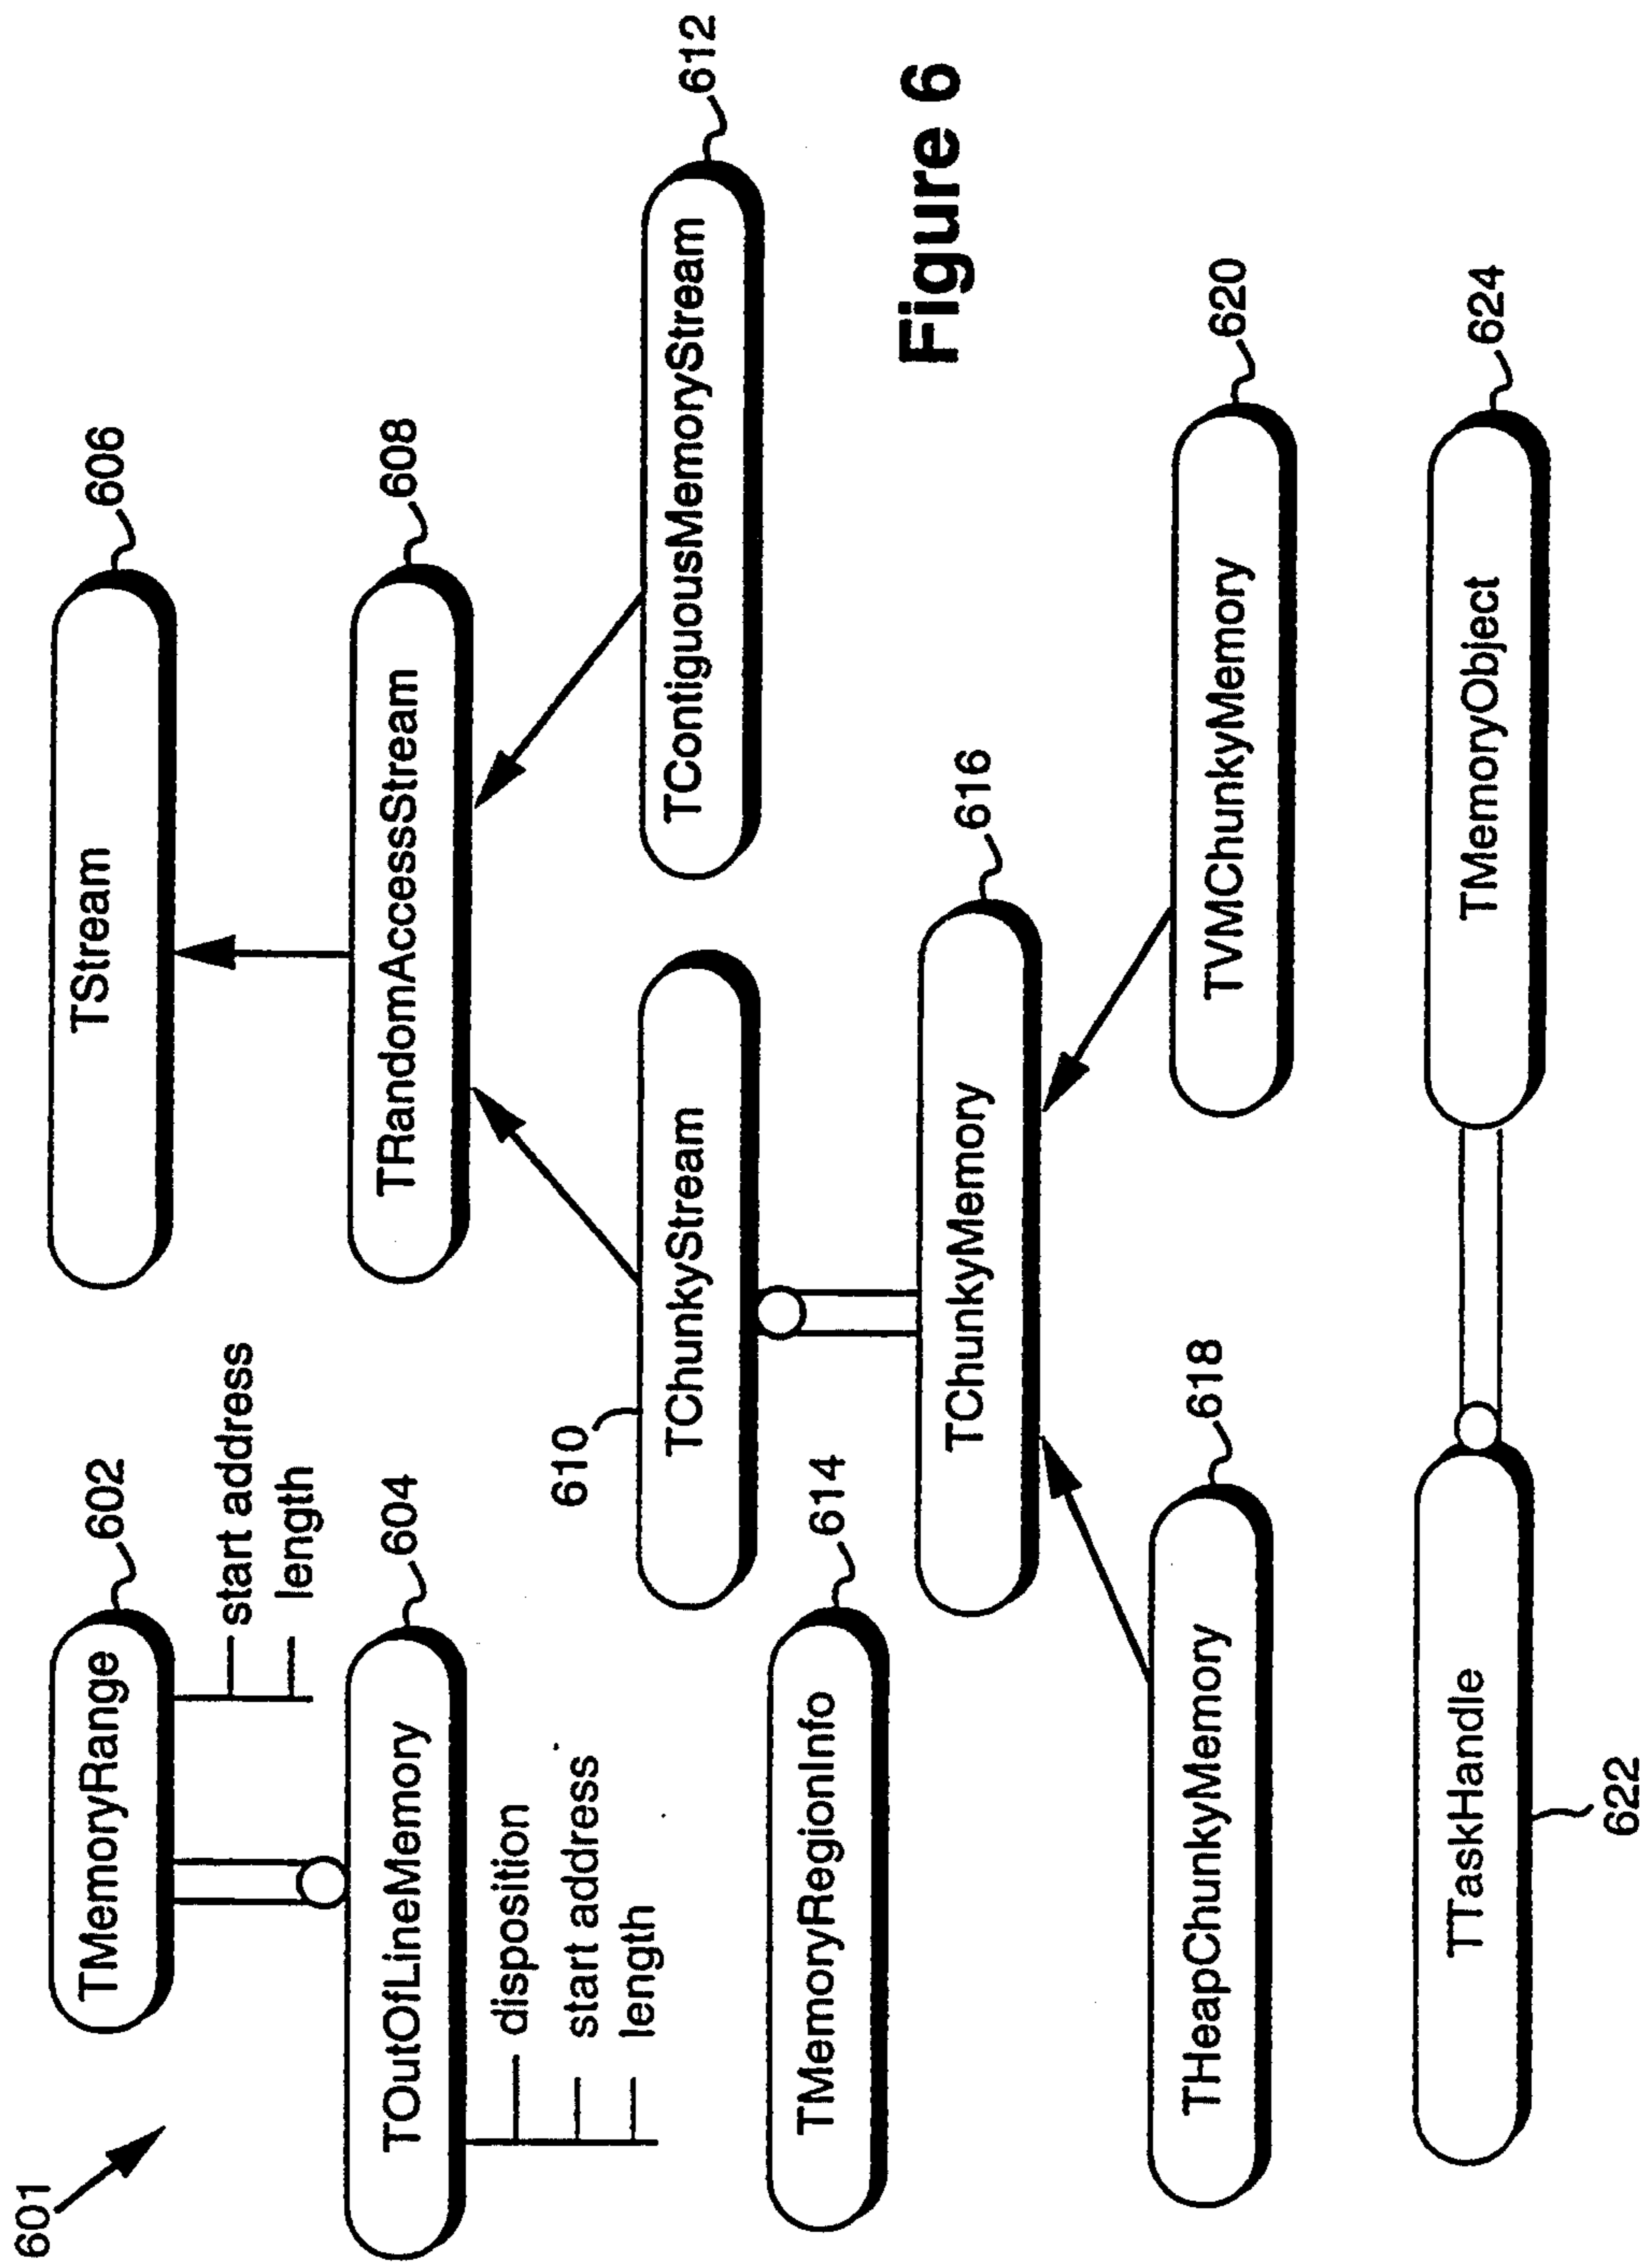 601
TMemoryRange
602
start address
length
TOutOfLineMemory
604
disposition
start address
length
TStream
606
TRandomAccessStream
608
610
TChunkyStream
TContiguousMemoryStream
612
TMemoryRegionInfo
614
TChunkyMemory
616
Figure 6
THeapChunkyMemory
618
TVMChunkyMemory
620
TTaskHandle
622
TMemoryObject
624